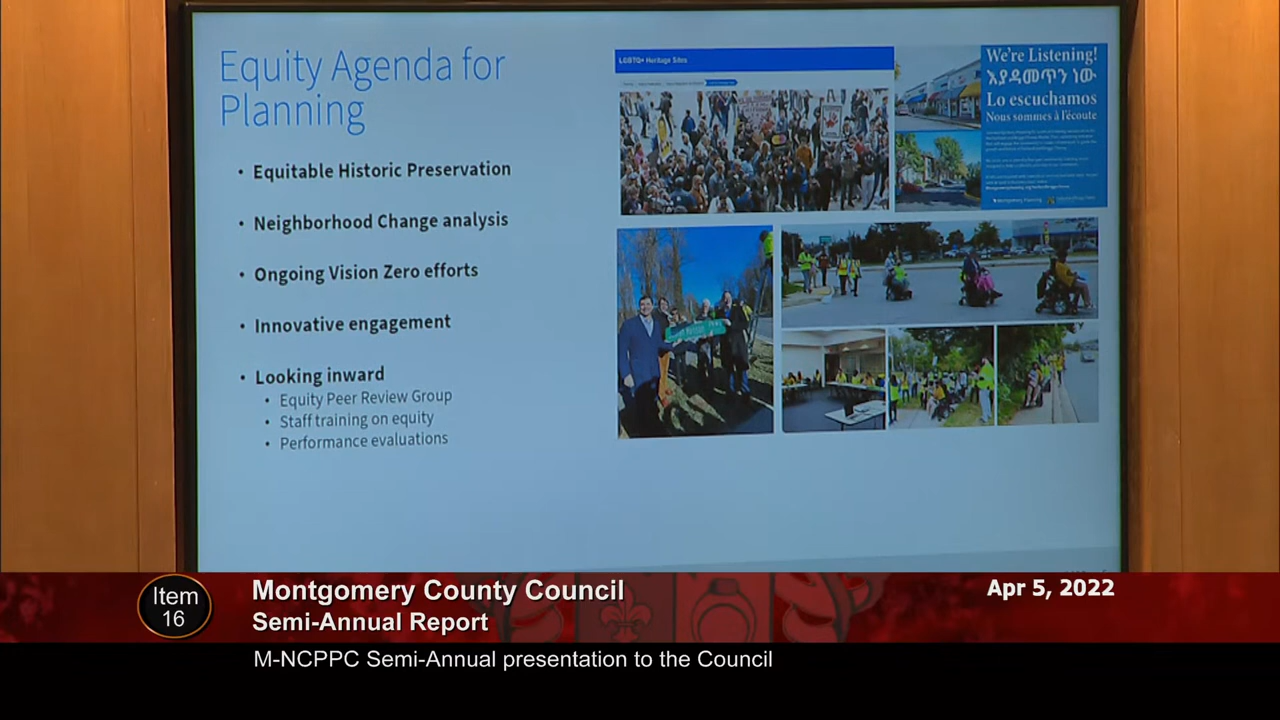 Equity Agenda for
Planning
• Equitable Historic Preservation
• Neighborhood Change analysis
• Ongoing Vision Zero efforts
• Innovative engagement
• Looking inward
• Equity Peer Review Group
• Staff training on equity
• Performance evaluations
LGBTQ+ Heritage Sites
We're Listening!
እያዳመጥን ነው
Lo escuchamos
Nous sommes à l'écoute
Montgomery Planning
Item
16
Montgomery County Council
Semi-Annual Report
Apr 5, 2022
M-NCPPC Semi-Annual presentation to the Council